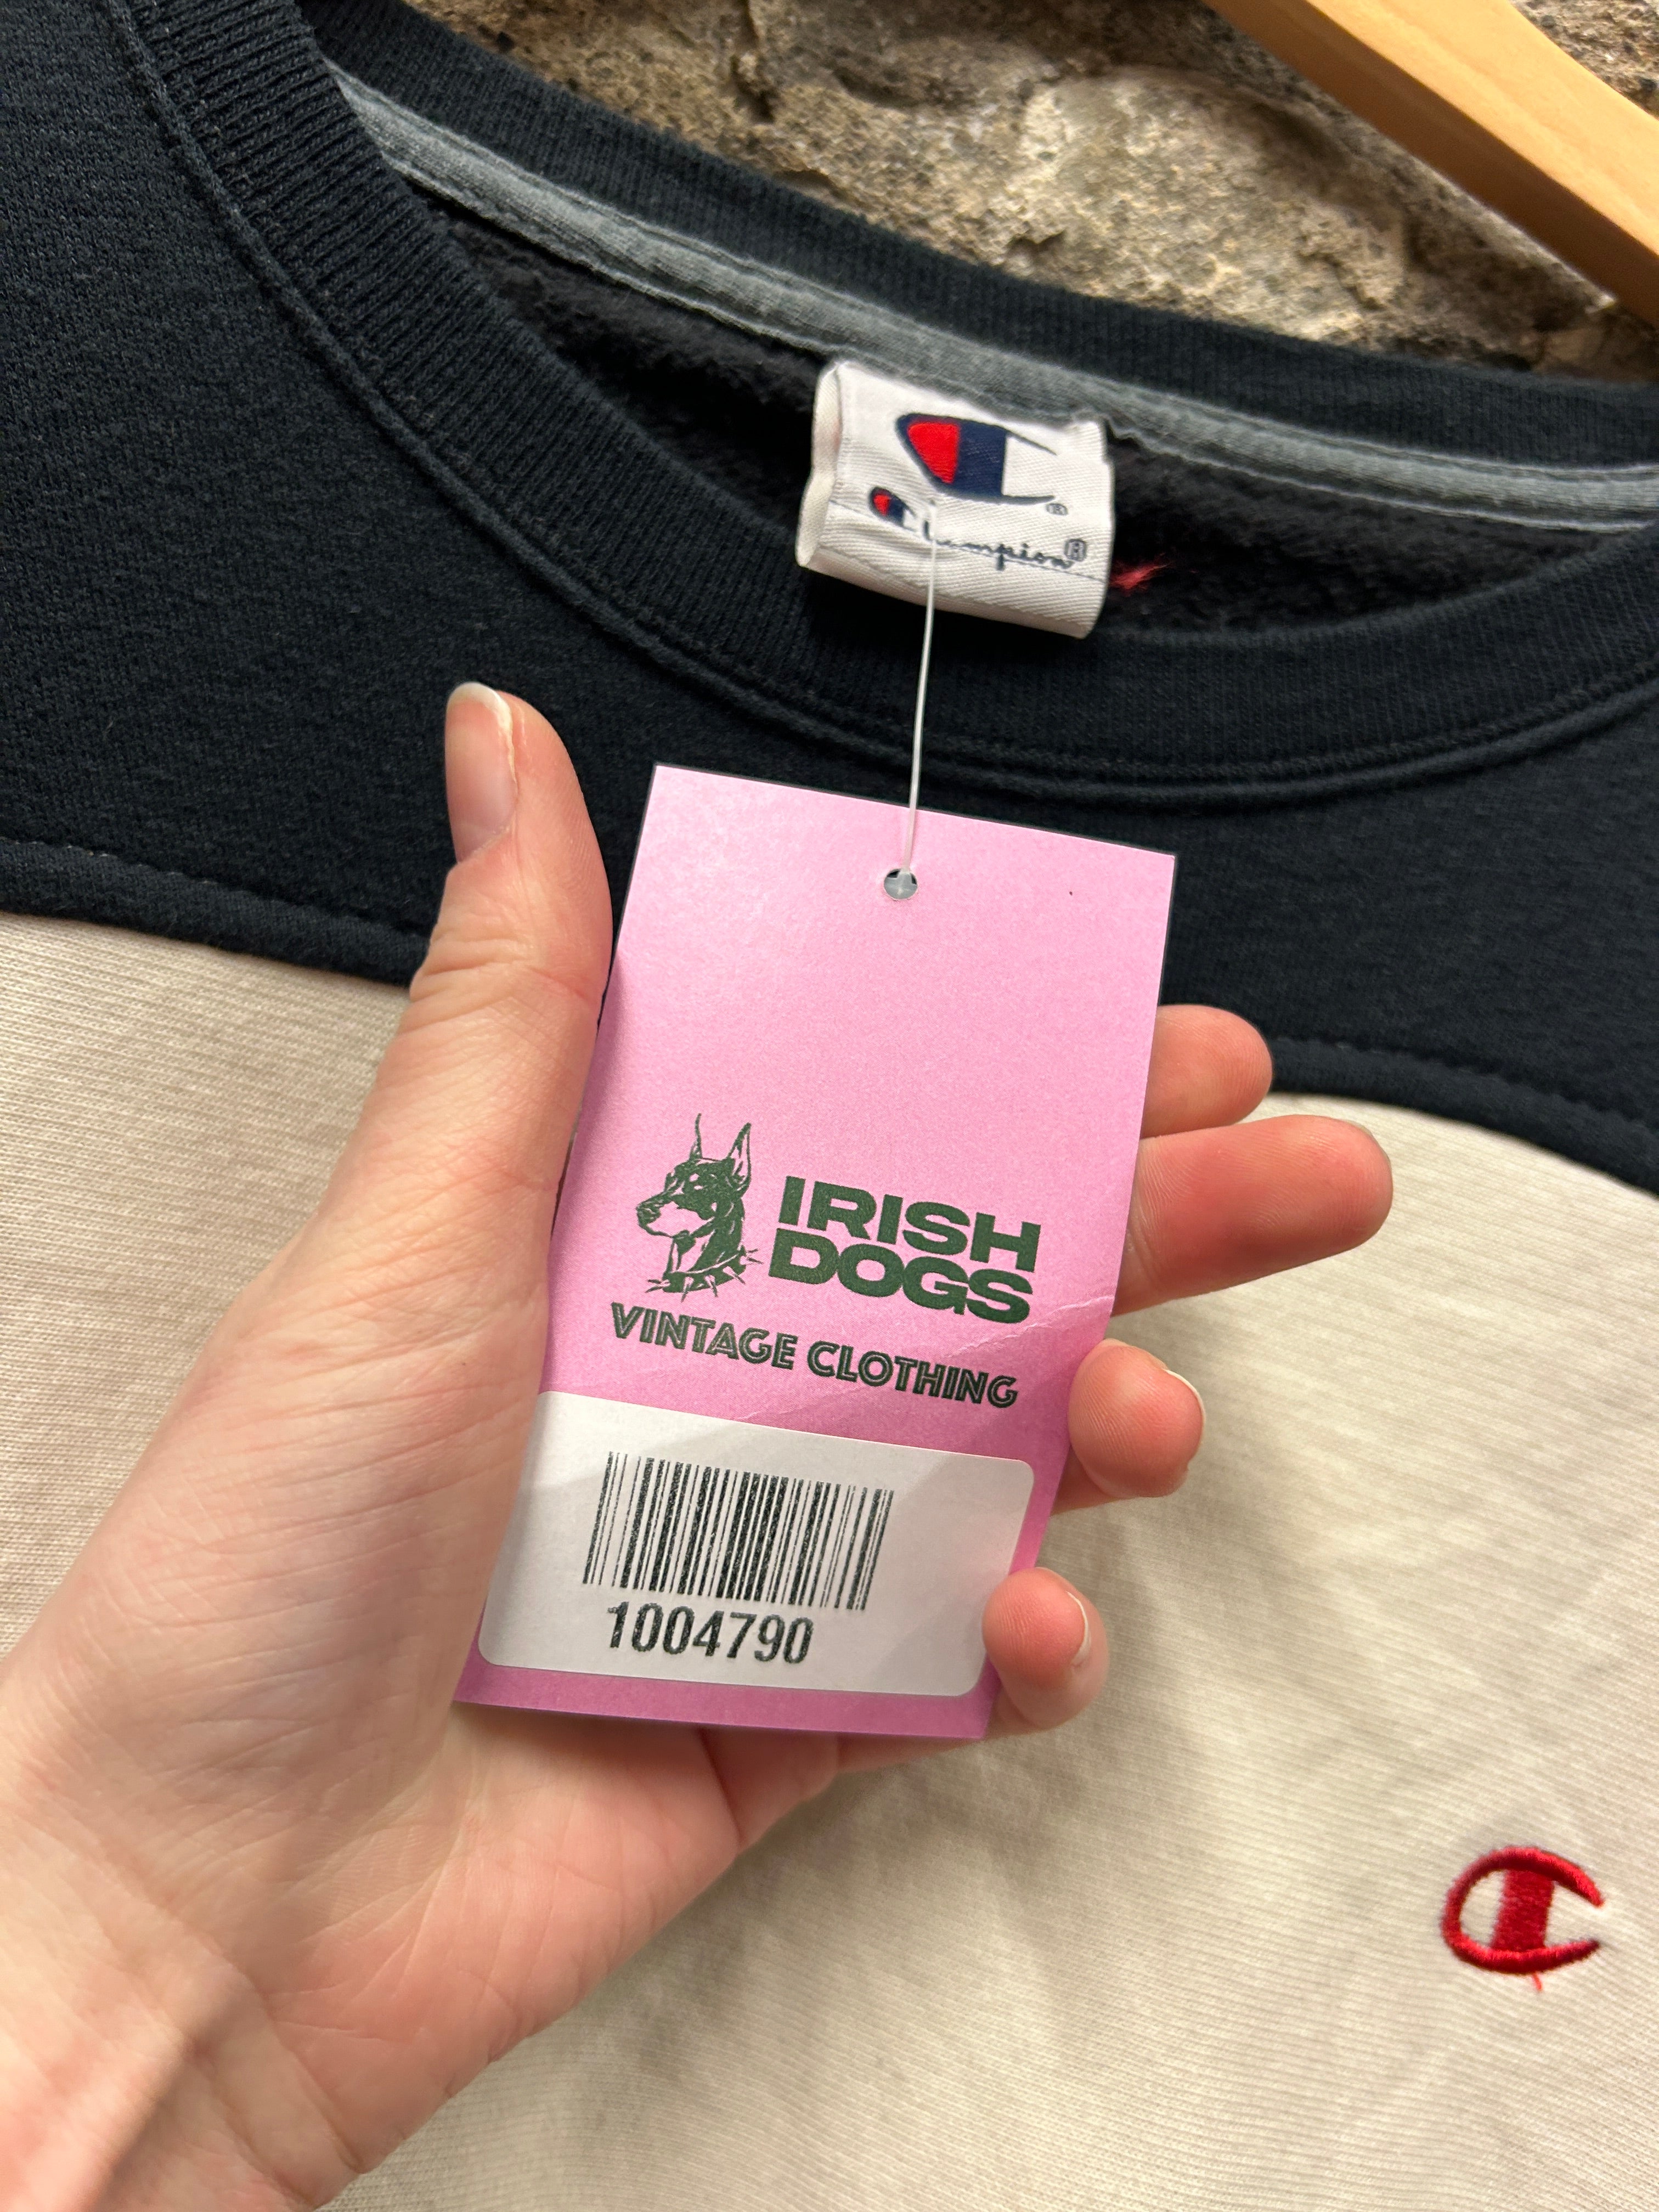 Champion®
IRISH
DOGS
VINTAGE CLOTHING
1004790